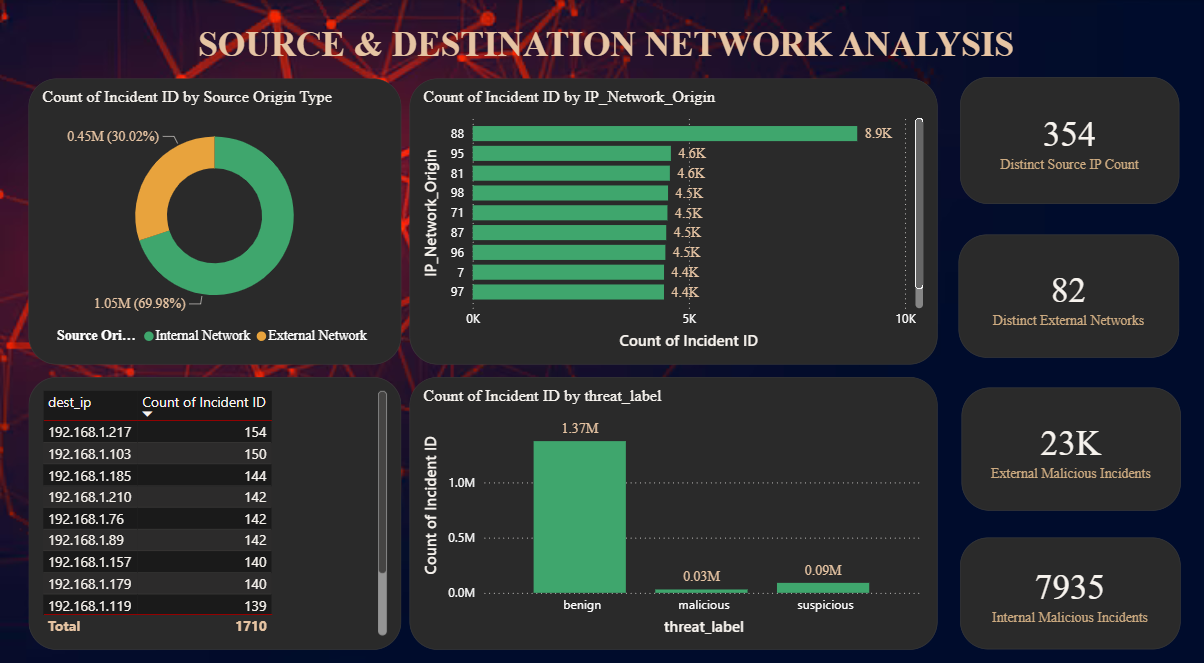 SOURCE & DESTINATION NETWORK ANALYSIS
Count of Incident ID by Source Origin Type
0.45M (30.02%)
1.05M (69.98%)
Source Ori... Internal Network External Network
Count of Incident ID by IP_Network_Origin
IP_Network_Origin
88 8.9K
95 4.6K
81 4.6K
98 4.5K
71 4.5K
87 4.5K
96 4.5K
7 4.4K
97 4.4K
0K 5K 10K
Count of Incident ID
354
Distinct Source IP Count
82
Distinct External Networks
23K
External Malicious Incidents
7935
Internal Malicious Incidents
dest_ip Count of Incident ID
192.168.1.217 154
192.168.1.103 150
192.168.1.185 144
192.168.1.210 142
192.168.1.76 142
192.168.1.89 142
192.168.1.157 140
192.168.1.179 140
192.168.1.119 139
Total 1710
Count of Incident ID by threat_label
Count of Incident ID
1.37M
1.0M
0.5M
0.03M
0.09M
0.0M
benign malicious suspicious
threat_label